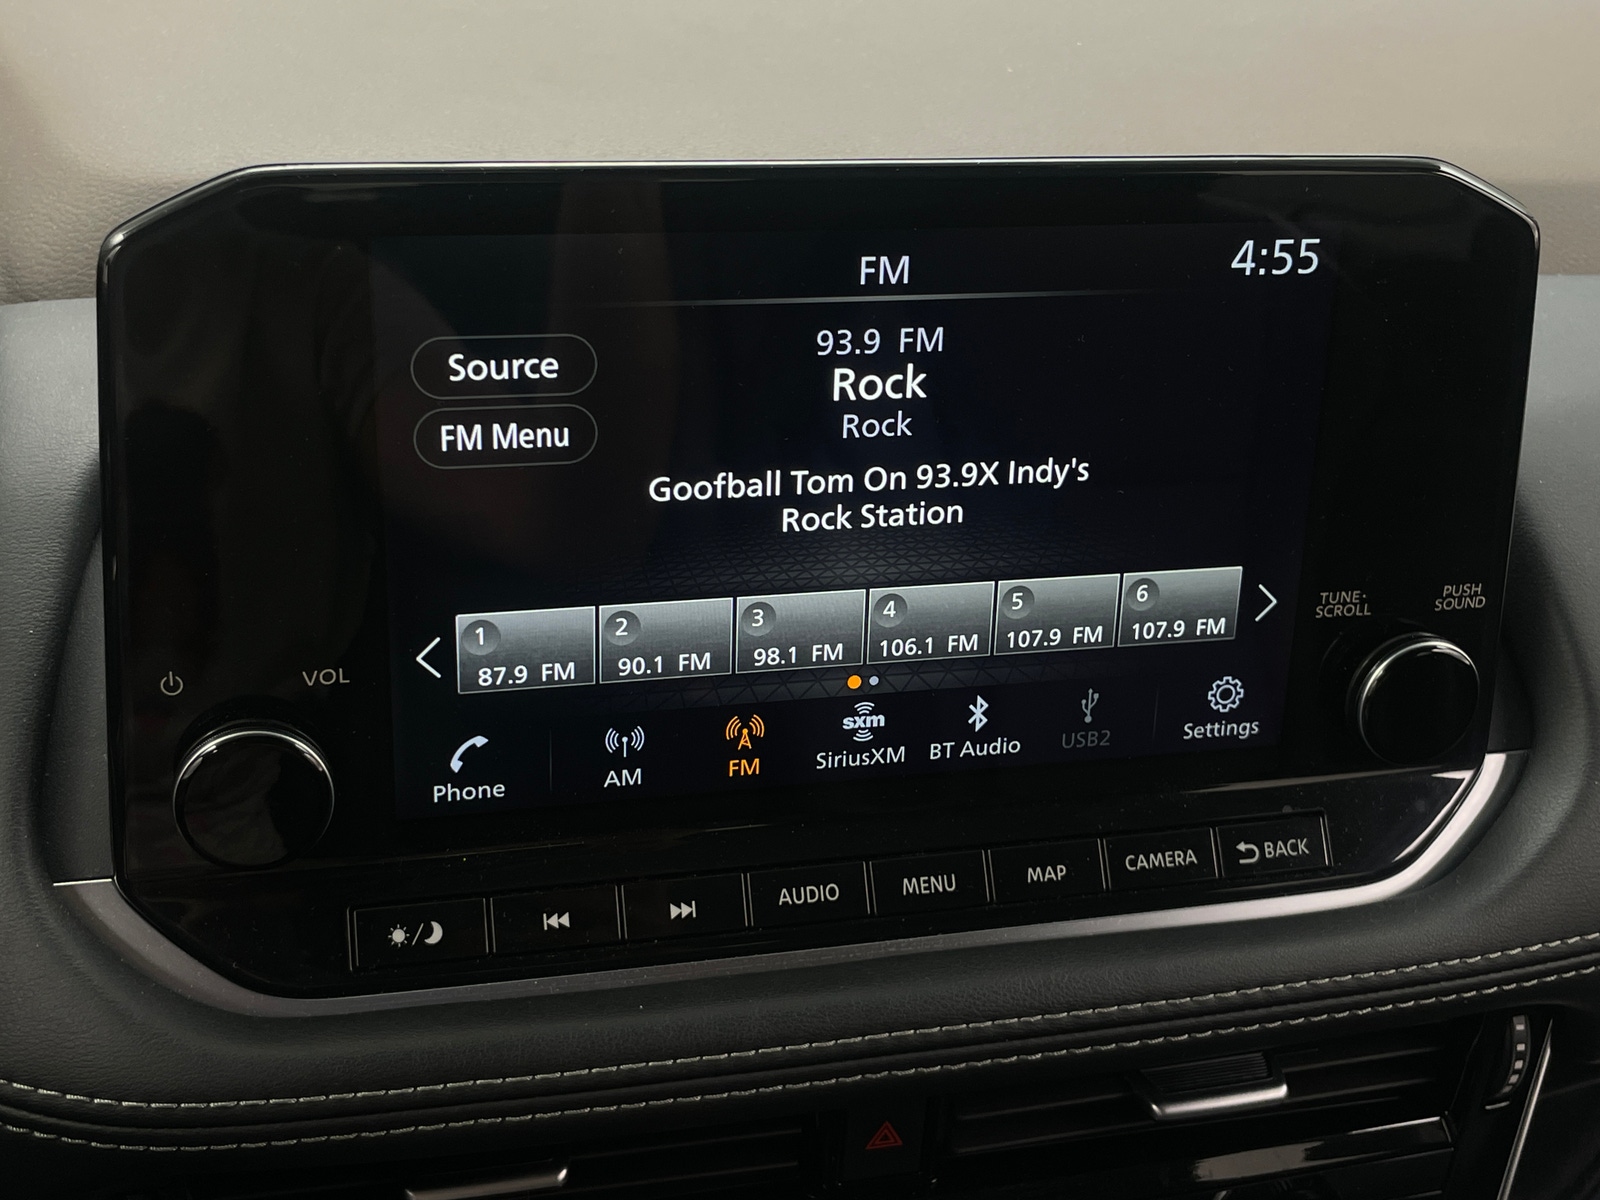 FM
4:55
Source
FM Menu
93.9 FM
Rock
Rock
Goofball Tom On 93.9X Indy's
Rock Station
1
87.9 FM
2
90.1 FM
3
98.1 FM
4
106.1 FM
5
107.9 FM
6
107.9 FM
VOL
TUNE·
SCROLL
PUSH
SOUND
Phone
AM
FM
sxm
SiriusXM
BT Audio
USB2
Settings
AUDIO
MENU
MAP
CAMERA
BACK